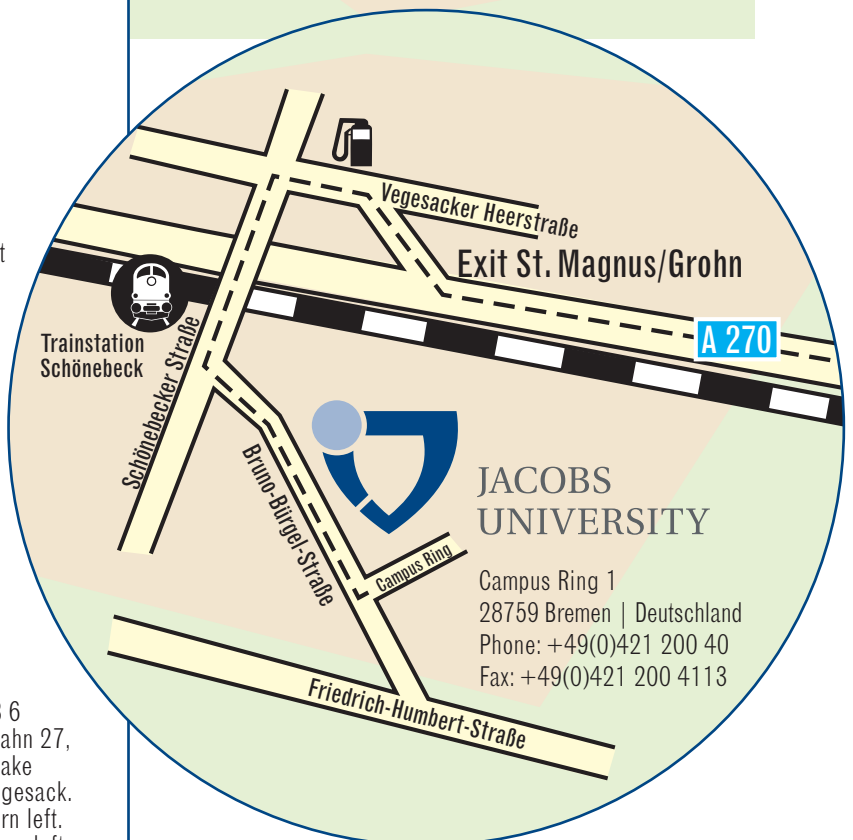 Vegesacker Heerstraße
Exit St. Magnus/Grohn
A 270
Trainstation
Schönebeck
Schönebecker Straße
Bruno-Bürgel-Straße
Campus Ring
JACOBS
UNIVERSITY
Campus Ring 1
28759 Bremen | Deutschland
Phone: +49(0)421 200 40
Fax: +49(0)421 200 4113
Friedrich-Humbert-Straße
6
ahn 27,
ake
gesack.
rn left.